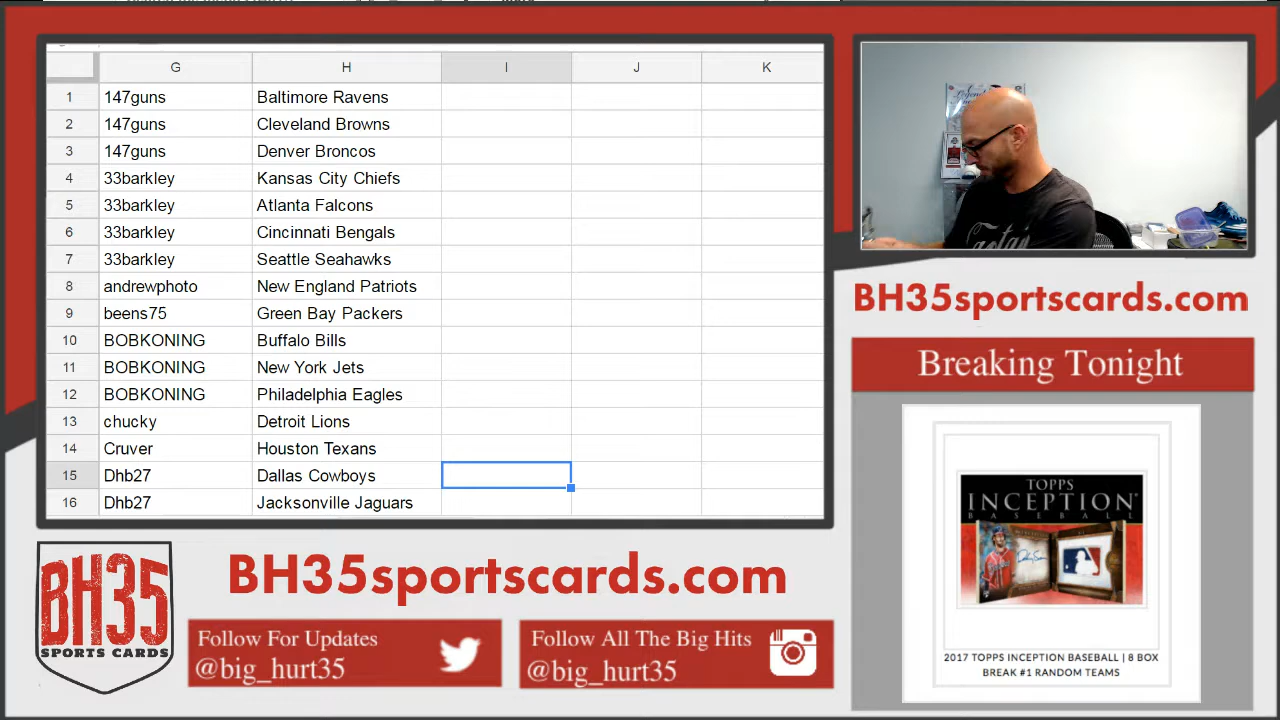 G H I J K
1 147guns Baltimore Ravens
2 147guns Cleveland Browns
3 147guns Denver Broncos
4 33barkley Kansas City Chiefs
5 33barkley Atlanta Falcons
6 33barkley Cincinnati Bengals
7 33barkley Seattle Seahawks
8 andrewphoto New England Patriots
9 beens75 Green Bay Packers
10 BOBKONING Buffalo Bills
11 BOBKONING New York Jets
12 BOBKONING Philadelphia Eagles
13 chucky Detroit Lions
14 Cruver Houston Texans
15 Dhb27 Dallas Cowboys
16 Dhb27 Jacksonville Jaguars
BH35sportscards.com
Breaking Tonight
TOPPS
INCEPTION
BASEBALL
2017 TOPPS INCEPTION BASEBALL | 8 BOX
BREAK #1 RANDOM TEAMS
BH35
SPORTS CARDS
BH35sportscards.com
Follow For Updates
@big_hurt35
Follow All The Big Hits
@big_hurt35